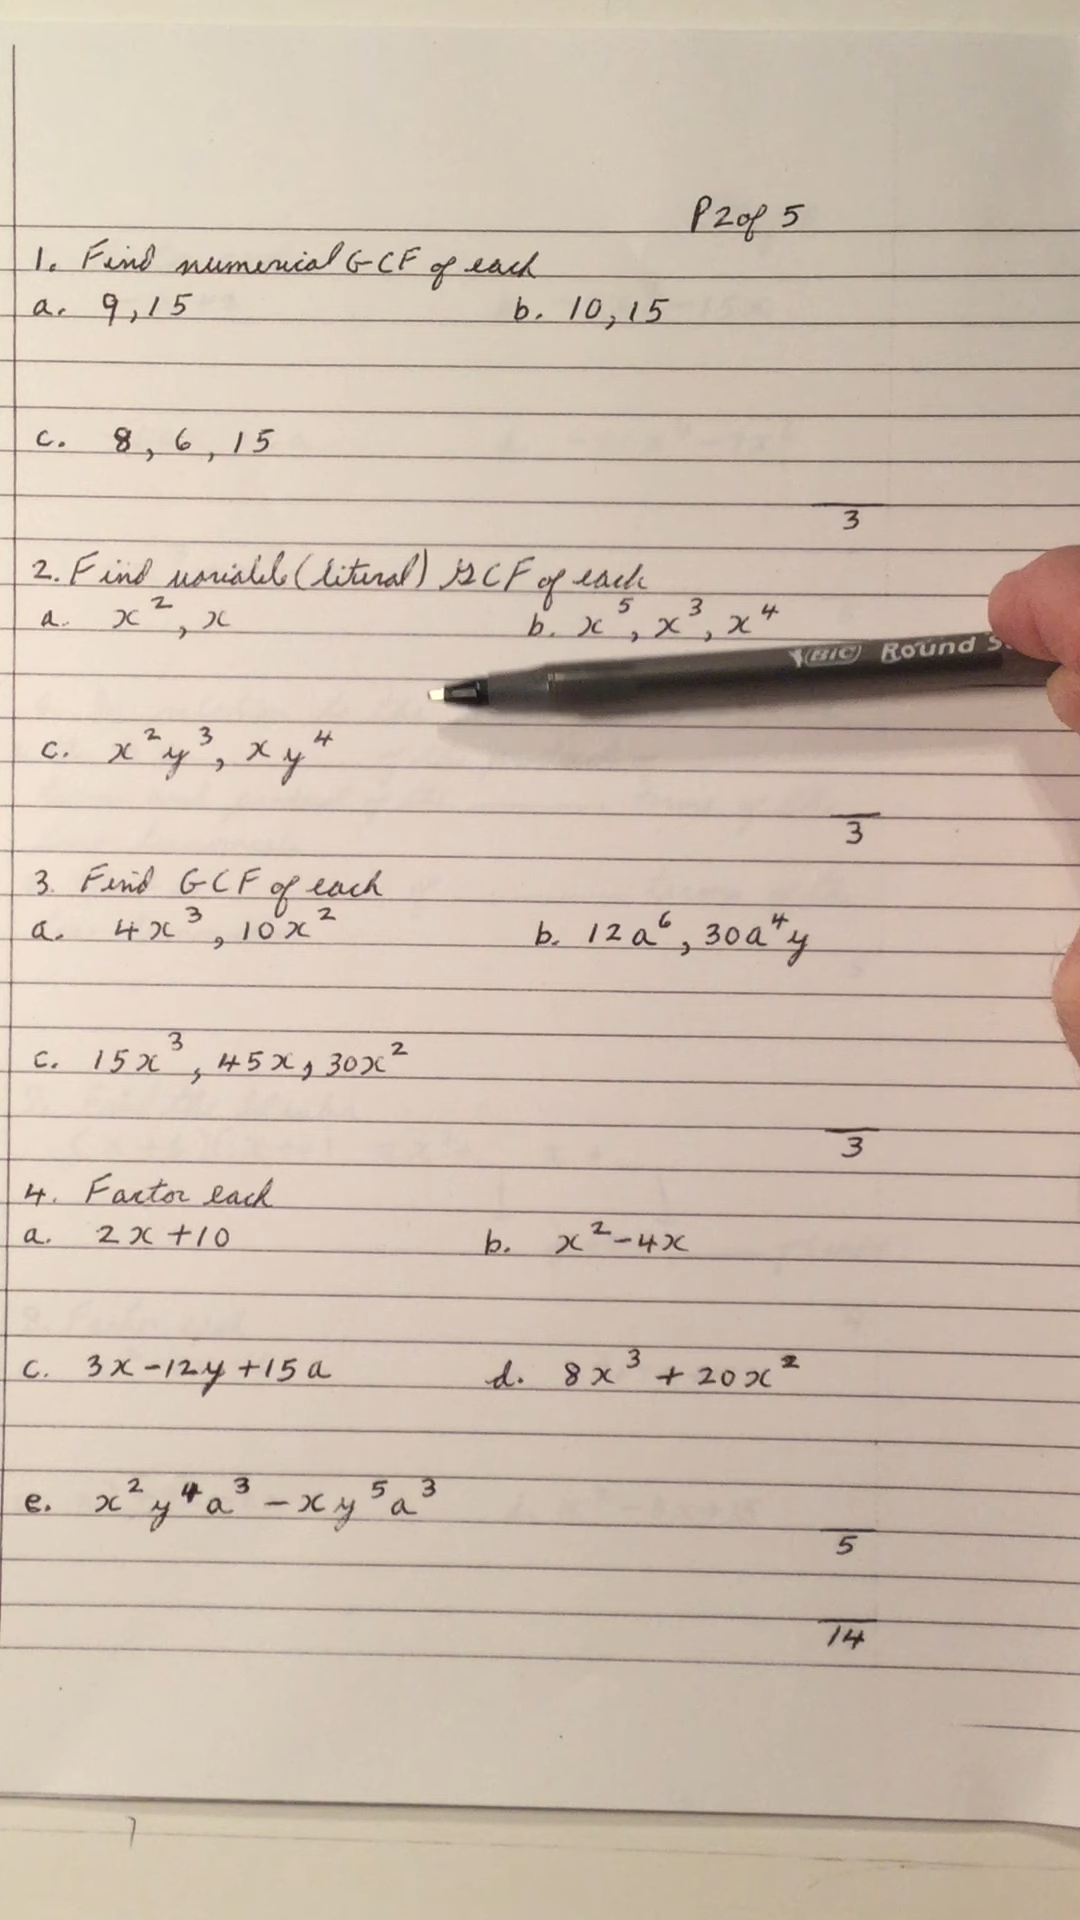 P2of 5
1. Find numerical GCF of each
a. 9,15 b. 10,15
c. 8, 6, 15
3
2. Find variable (literal) GCF of each
a. x², x b. x⁵, x³, x⁴
BIC Round S
c. x²y³, xy⁴
3
3. Find GCF of each
a. 4x³, 10x² b. 12a⁶, 30a⁴y
c. 15x³, 45x, 30x²
3
4. Factor each
a. 2x+10 b. x²-4x
c. 3x-12y+15a d. 8x³ + 20x²
e. x²y⁴a³ - xy⁵a³
5
14